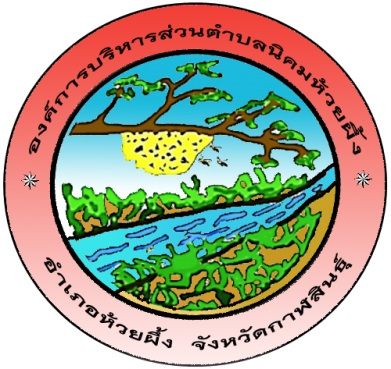 องค์การบริหารส่วนตำบลนิคมห้วยผึ้ง
อำเภอห้วยผึ้ง จังหวัดกาฬสินธุ์